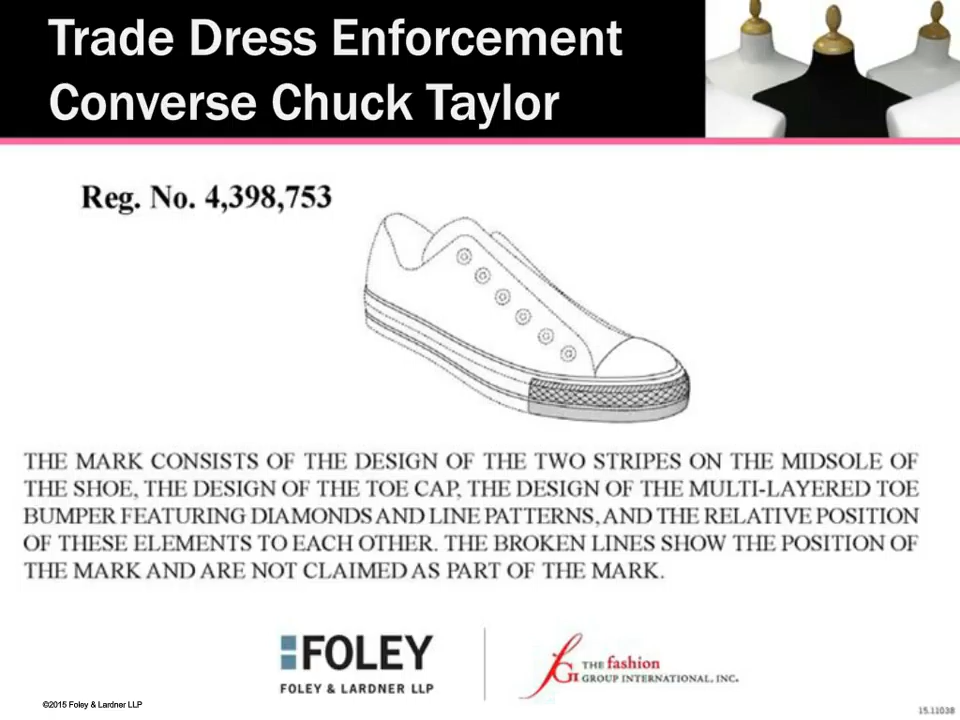 Trade Dress Enforcement
Converse Chuck Taylor
Reg. No. 4,398,753
THE MARK CONSISTS OF THE DESIGN OF THE TWO STRIPES ON THE MIDSOLE OF
THE SHOE, THE DESIGN OF THE TOE CAP, THE DESIGN OF THE MULTI-LAYERED TOE
BUMPER FEATURING DIAMONDS AND LINE PATTERNS, AND THE RELATIVE POSITION
OF THESE ELEMENTS TO EACH OTHER. THE BROKEN LINES SHOW THE POSITION OF
THE MARK AND ARE NOT CLAIMED AS PART OF THE MARK.
FOLEY
FOLEY & LARDNER LLP
fGI
THE fashion
GROUP INTERNATIONAL, INC.
©2015 Foley & Lardner LLP
15.11038